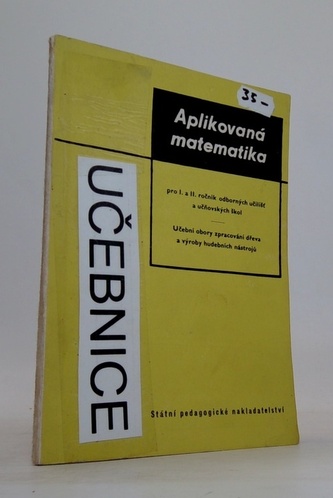 35-
Aplikovaná
matematika
pro I. a II. ročník odborných učilišť
a učňovských škol
Učební obory zpracování dřeva
a výroby hudebních nástrojů
UČEBNICE
Státní pedagogické nakladatelství